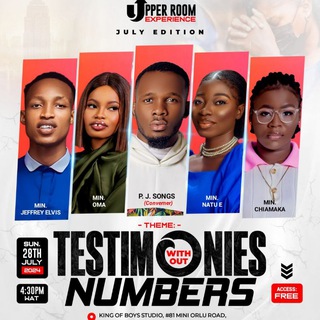 UPPER ROOM
EXPERIENCE
JULY EDITION
MIN.
JEFFREY ELVIS
MIN.
OMA
P. J. SONGS
(Convener)
MIN.
NATU E
MIN.
CHIAMAKA
- THEME: -
SUN.
28TH
JULY
2024
4:30PM
WAT
TESTIMONIES
WITH
OUT
NUMBERS
ACCESS:
FREE
KING OF BOYS STUDIO, #81 MINI ORLU ROAD,